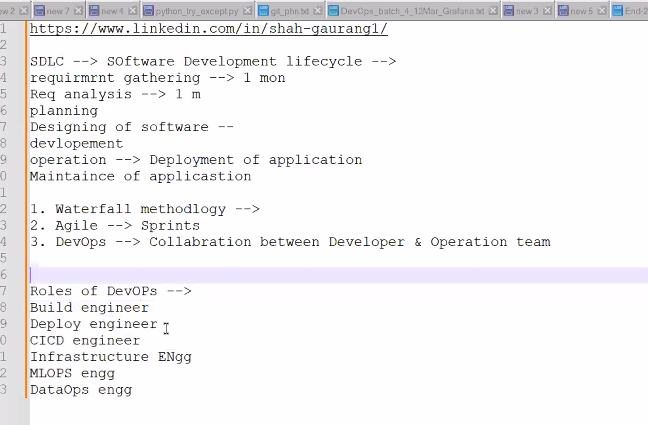 new 2 new 7 new 4 python_try_except.py git_phn.txt DevOps_batch_4_12Mar_Grafana.txt new 3 new 5 End-2
1 https://www.linkedin.com/in/shah-gaurang1/
2
3 SDLC --> SOftware Development lifecycle -->
4 requirmrnt gathering --> 1 mon
5 Req analysis --> 1 m
6 planning
7 Designing of software --
8 devlopement
9 operation --> Deployment of application
0 Maintaince of applicastion
1
2 1. Waterfall methodlogy -->
3 2. Agile --> Sprints
4 3. DevOps --> Collabration between Developer & Operation team
5
6
7 Roles of DevOPs -->
8 Build engineer
9 Deploy engineer
0 CICD engineer
1 Infrastructure ENgg
2 MLOPS engg
3 DataOps engg